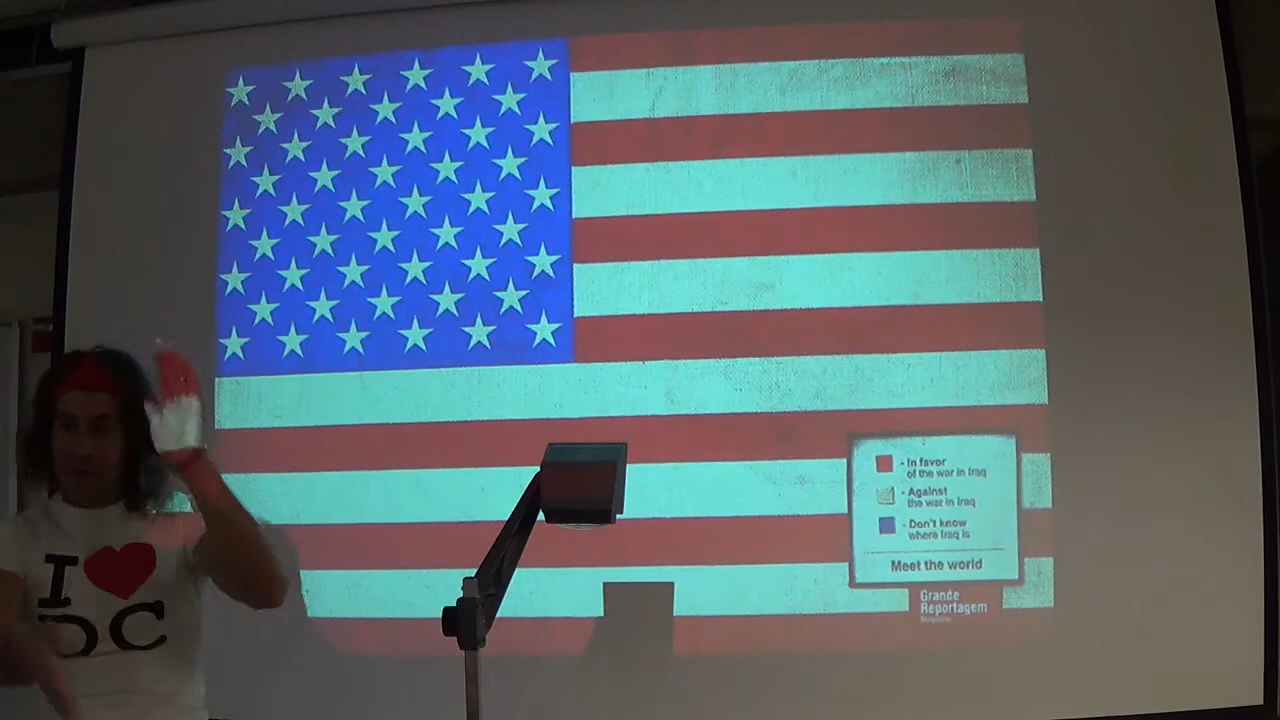 - In favor
of the war in Iraq
- Against
the war in Iraq
- Don't know
where Iraq is
Meet the world
Grande
Reportagem
Magazine
I ♥
DC